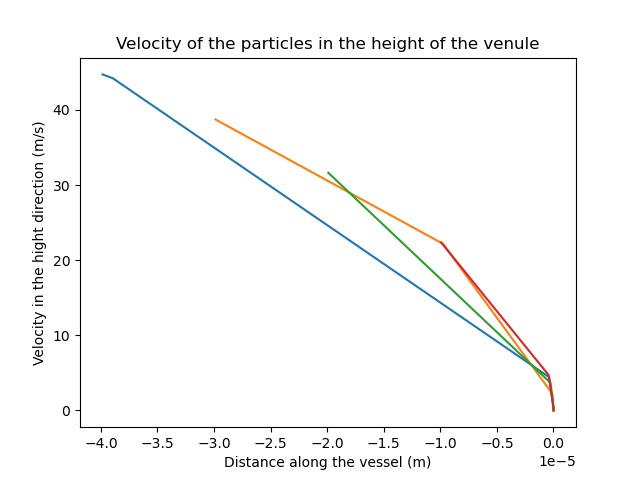 Velocity of the particles in the height of the venule
Velocity in the hight direction (m/s)
40
30
20
10
0
−4.0 −3.5 −3.0 −2.5 −2.0 −1.5 −1.0 −0.5 0.0
Distance along the vessel (m)
1e−5